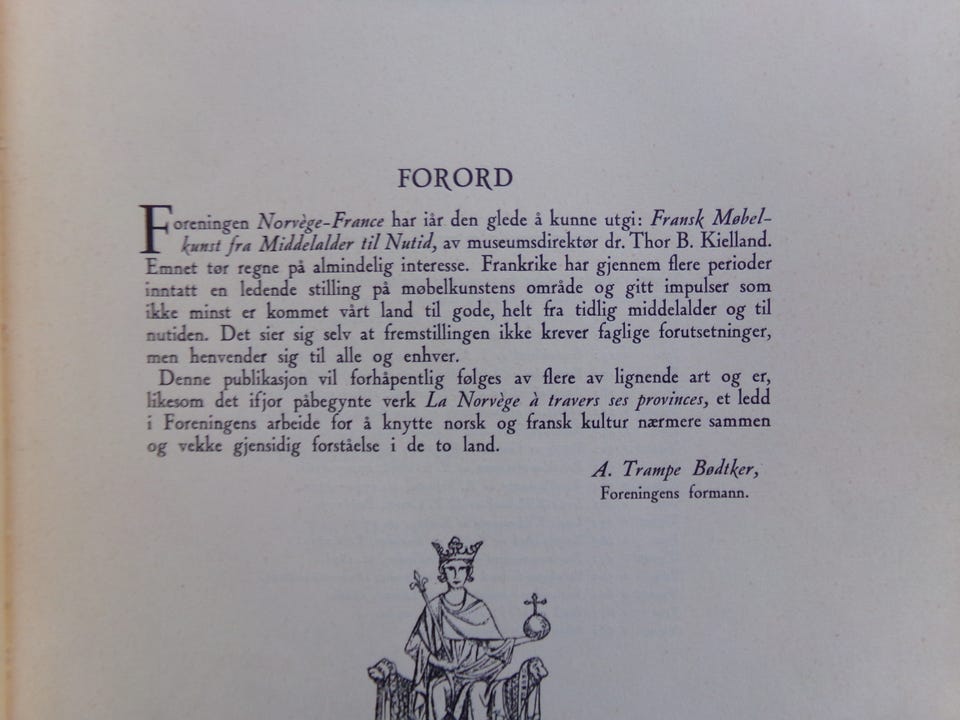 FORORD
Foreningen Norvège-France har iår den glede å kunne utgi: Fransk Møbel-
kunst fra Middelalder til Nutid, av museumsdirektør dr. Thor B. Kielland.
Emnet tør regne på almindelig interesse. Frankrike har gjennem flere perioder
inntatt en ledende stilling på møbelkunstens område og gitt impulser som
ikke minst er kommet vårt land til gode, helt fra tidlig middelalder og til
nutiden. Det sier sig selv at fremstillingen ikke krever faglige forutsetninger,
men henvender sig til alle og enhver.
Denne publikasjon vil forhåpentlig følges av flere av lignende art og er,
likesom det ifjor påbegynte verk La Norvège à travers ses provinces, et ledd
i Foreningens arbeide for å knytte norsk og fransk kultur nærmere sammen
og vekke gjensidig forståelse i de to land.
A. Trampe Bødtker,
Foreningens formann.